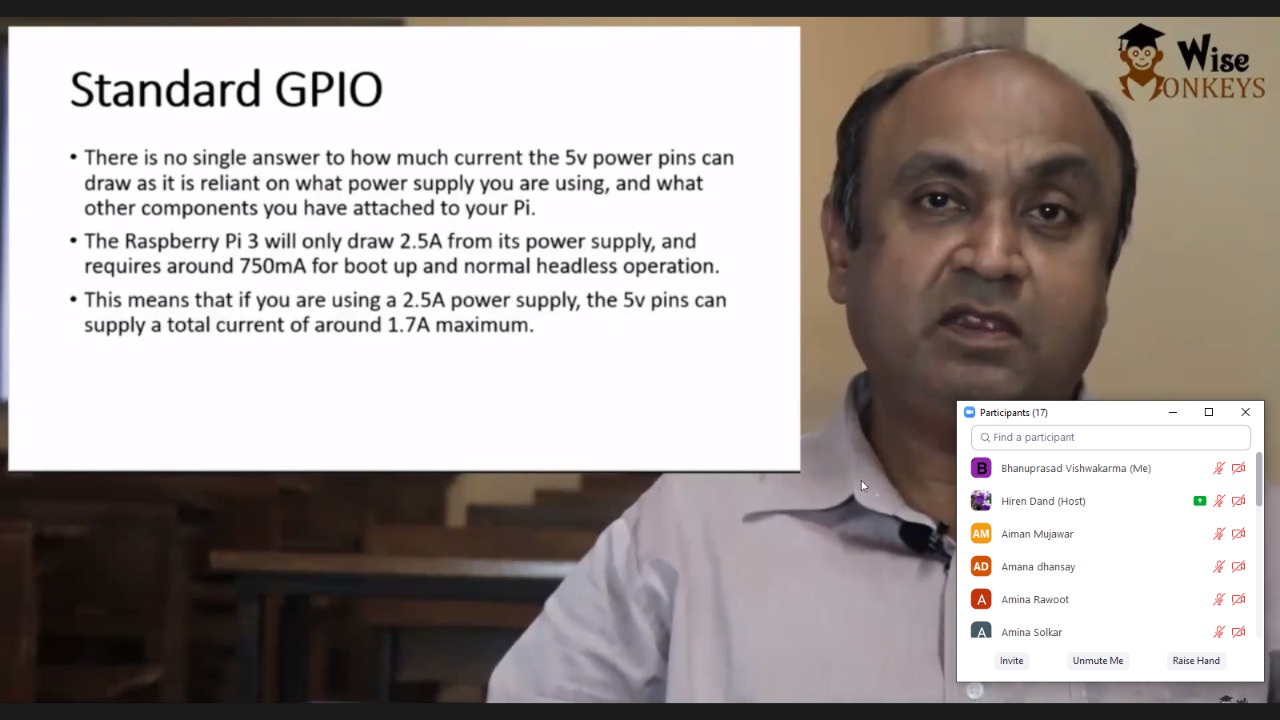 Standard GPIO
• There is no single answer to how much current the 5v power pins can
draw as it is reliant on what power supply you are using, and what
other components you have attached to your Pi.
• The Raspberry Pi 3 will only draw 2.5A from its power supply, and
requires around 750mA for boot up and normal headless operation.
• This means that if you are using a 2.5A power supply, the 5v pins can
supply a total current of around 1.7A maximum.
Wise
MONKEYS
Participants (17)
Find a participant
B Bhanuprasad Vishwakarma (Me)
Hiren Dand (Host)
AM Aiman Mujawar
AD Amana dhansay
A Amina Rawoot
A Amina Solkar
Invite Unmute Me Raise Hand